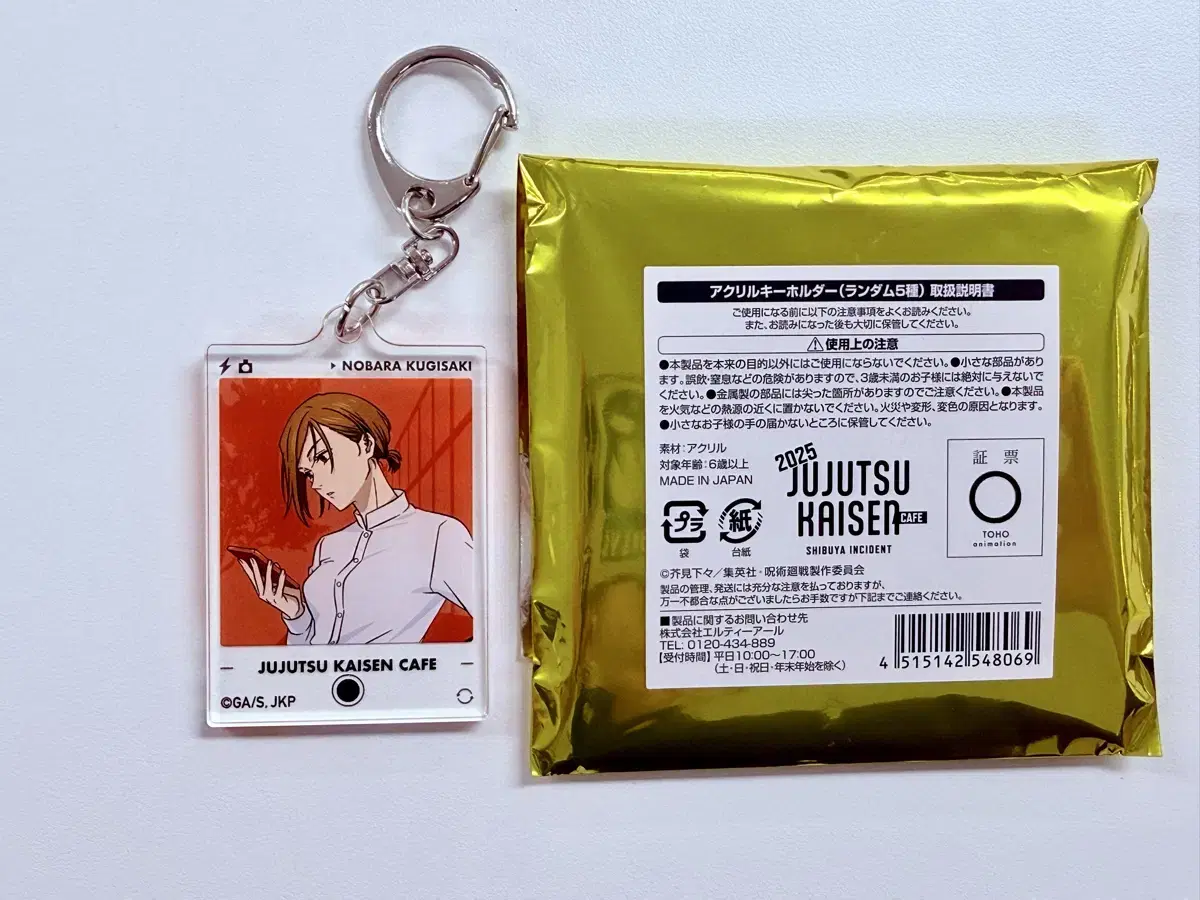 NOBARA KUGISAKI
JUJUTSU KAISEN CAFE
©GA/S, JKP
アクリルキーホルダー(ランダム5種) 取扱説明書
ご使用になる前に以下の注意事項をよくお読みください。
また、お読みになった後も大切に保管してください。
⚠使用上の注意
●本製品を本来の目的以外にはご使用にならないでください。●小さな部品があり
ます。誤飲・窒息などの危険がありますので、3歳未満のお子様には絶対に与えないで
ください。●金属製の部品には尖った箇所がありますのでご注意ください。●本製品
を火気などの熱源の近くに置かないでください。火災や変形、変色の原因となります。
●小さなお子様の手の届かないところに保管してください。
素材:アクリル
対象年齢:6歳以上
MADE IN JAPAN
プラ
袋
紙
台紙
2025
JUJUTSU
KAISEN
CAFE
SHIBUYA INCIDENT
証票
TOHO
animation
©芥見下々/集英社・呪術廻戦製作委員会
製品の管理、発送には充分な注意を払っておりますが、
万一不都合な点がございましたらお手数ですが下記までご連絡ください。
■製品に関するお問い合わせ先
株式会社エルティーアール
TEL: 0120-434-889
【受付時間】平日10:00~17:00
(土・日・祝日・年末年始を除く)
4 515142 548069